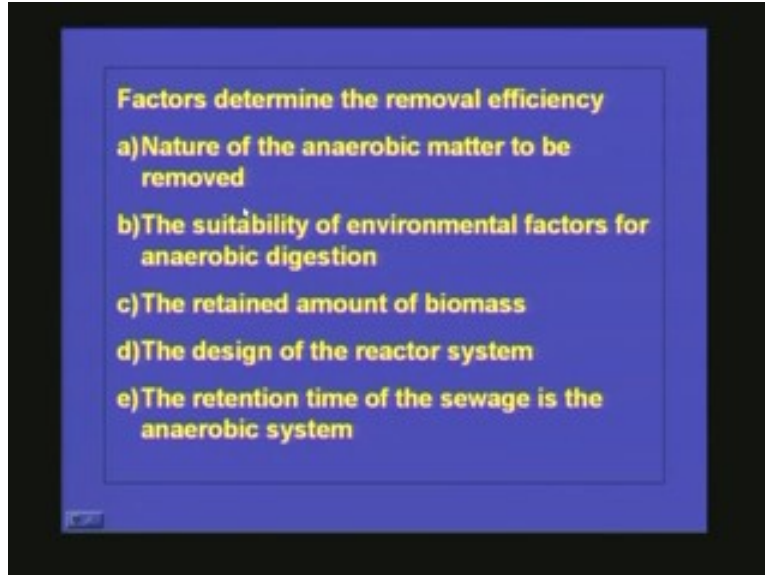 Factors determine the removal efficiency
a)Nature of the anaerobic matter to be
removed
b)The suitability of environmental factors for
anaerobic digestion
c)The retained amount of biomass
d)The design of the reactor system
e)The retention time of the sewage is the
anaerobic system